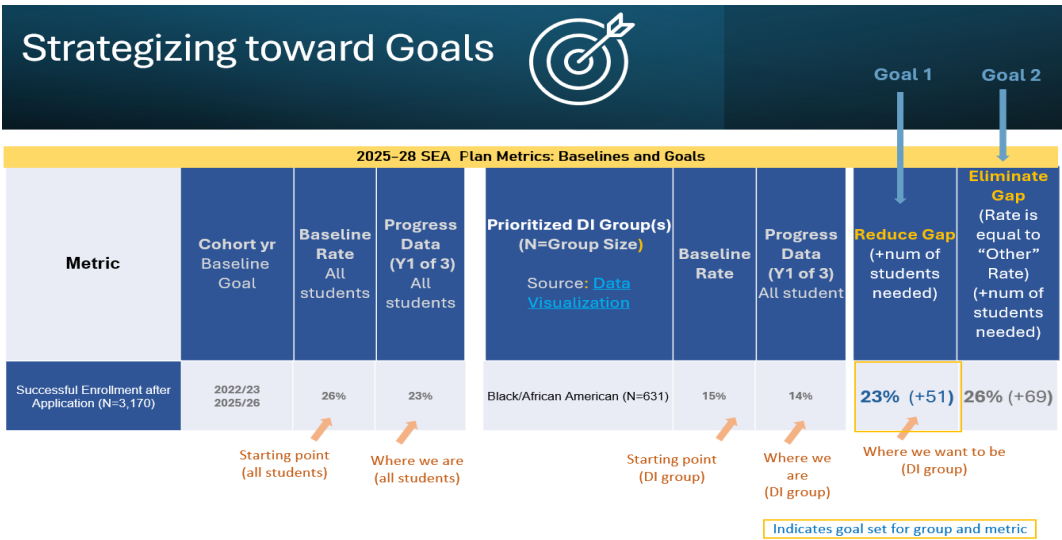 Strategizing toward Goals
Goal 1
Goal 2
2025-28 SEA Plan Metrics: Baselines and Goals
Metric
Cohort yr
Baseline
Goal
Baseline
Rate
All
students
Progress
Data
(Y1 of 3)
All
students
Prioritized DI Group(s)
(N=Group Size)
Source: Data
Visualization
Baseline
Rate
Progress
Data
(Y1 of 3)
All student
Reduce Gap
(+num of
students
needed)
Eliminate
Gap
(Rate is
equal to
“Other”
Rate)
(+num of
students
needed)
Successful Enrollment after
Application (N=3,170)
2022/23
2025/26
26%
23%
Black/African American (N=631)
15%
14%
23% (+51)
26% (+69)
Starting point
(all students)
Where we are
(all students)
Starting point
(DI group)
Where we
are
(DI group)
Where we want to be
(DI group)
Indicates goal set for group and metric